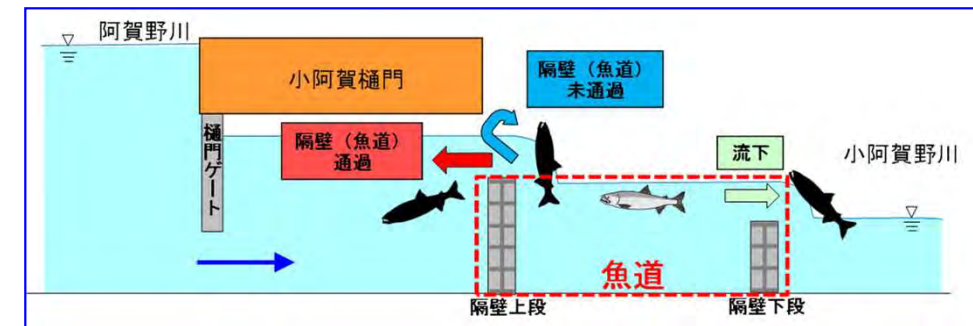 阿賀野川
小阿賀樋門
隔壁（魚道）
未通過
樋門ゲート
隔壁（魚道）
通過
流下
小阿賀野川
魚道
隔壁上段
隔壁下段